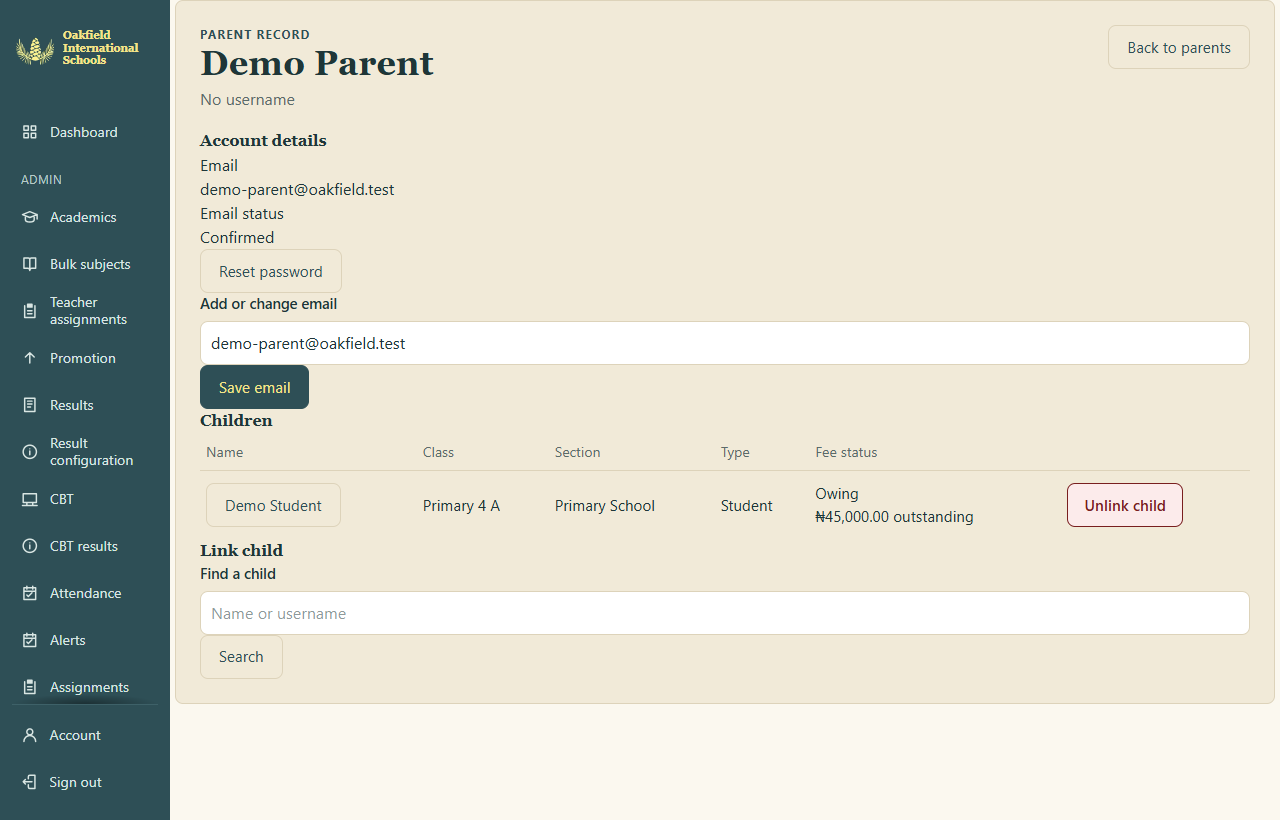 Oakfield
International
Schools
Dashboard
ADMIN
Academics
Bulk subjects
Teacher
assignments
Promotion
Results
Result
configuration
CBT
CBT results
Attendance
Alerts
Assignments
Account
Sign out
PARENT RECORD
Demo Parent
Back to parents
No username
Account details
Email
demo-parent@oakfield.test
Email status
Confirmed
Reset password
Add or change email
demo-parent@oakfield.test
Save email
Children
Name Class Section Type Fee status
Demo Student Primary 4 A Primary School Student Owing
₦45,000.00 outstanding Unlink child
Link child
Find a child
Name or username
Search